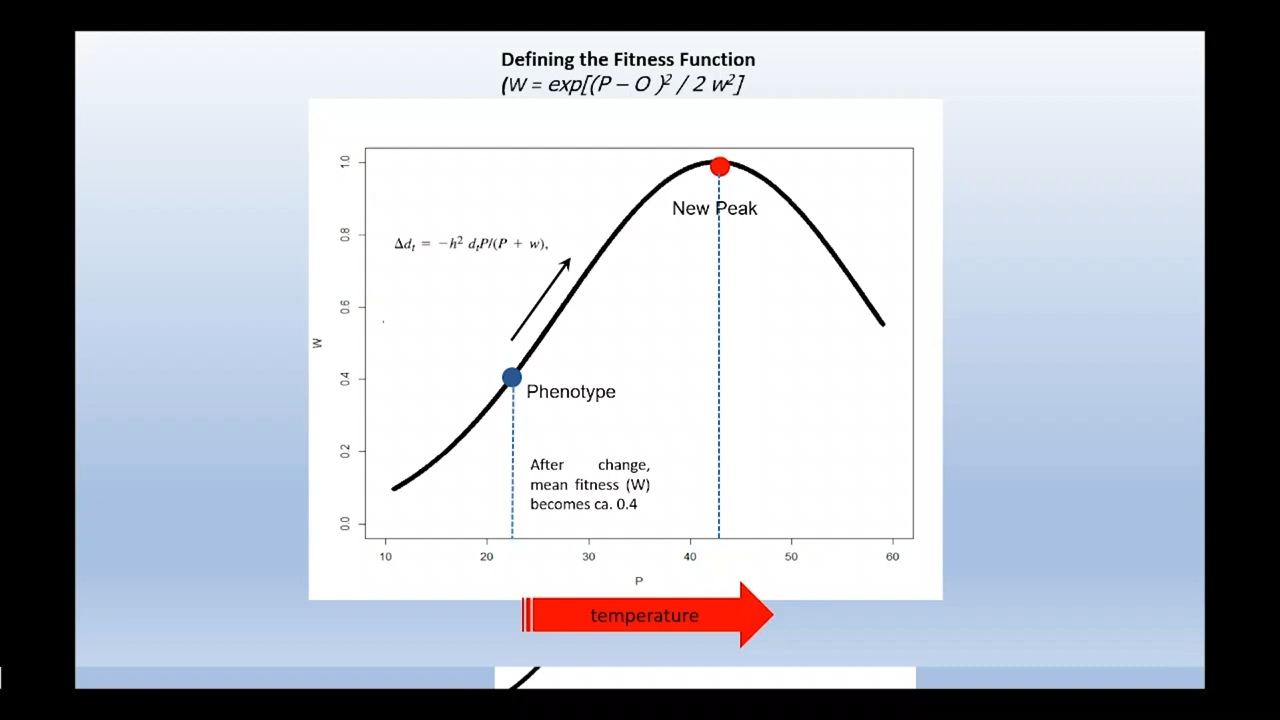 Defining the Fitness Function
(W = exp[(P – O )² / 2 w²]
1.0
New Peak
0.8
Δdₜ = −h² dₜP/(P + w),
0.6
W
0.4
Phenotype
0.2
After change,
mean fitness (W)
becomes ca. 0.4
0.0
10 20 30 40 50 60
P
temperature